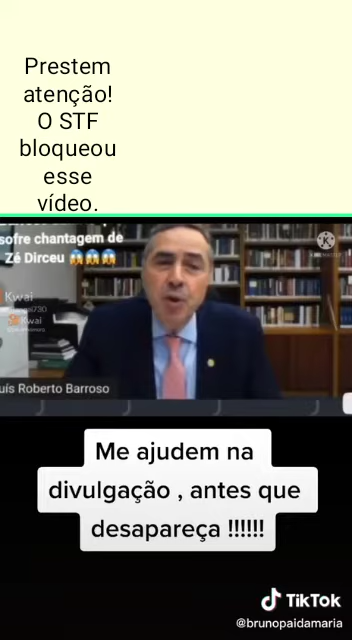 Prestem
atenção!
O STF
bloqueou
esse
vídeo.
sofre chantagem de
Zé Dirceu 😱😱😱
Kwai
Kwai
uís Roberto Barroso
Me ajudem na
divulgação , antes que
desapareça !!!!!!
TikTok
@brunopaidamaria